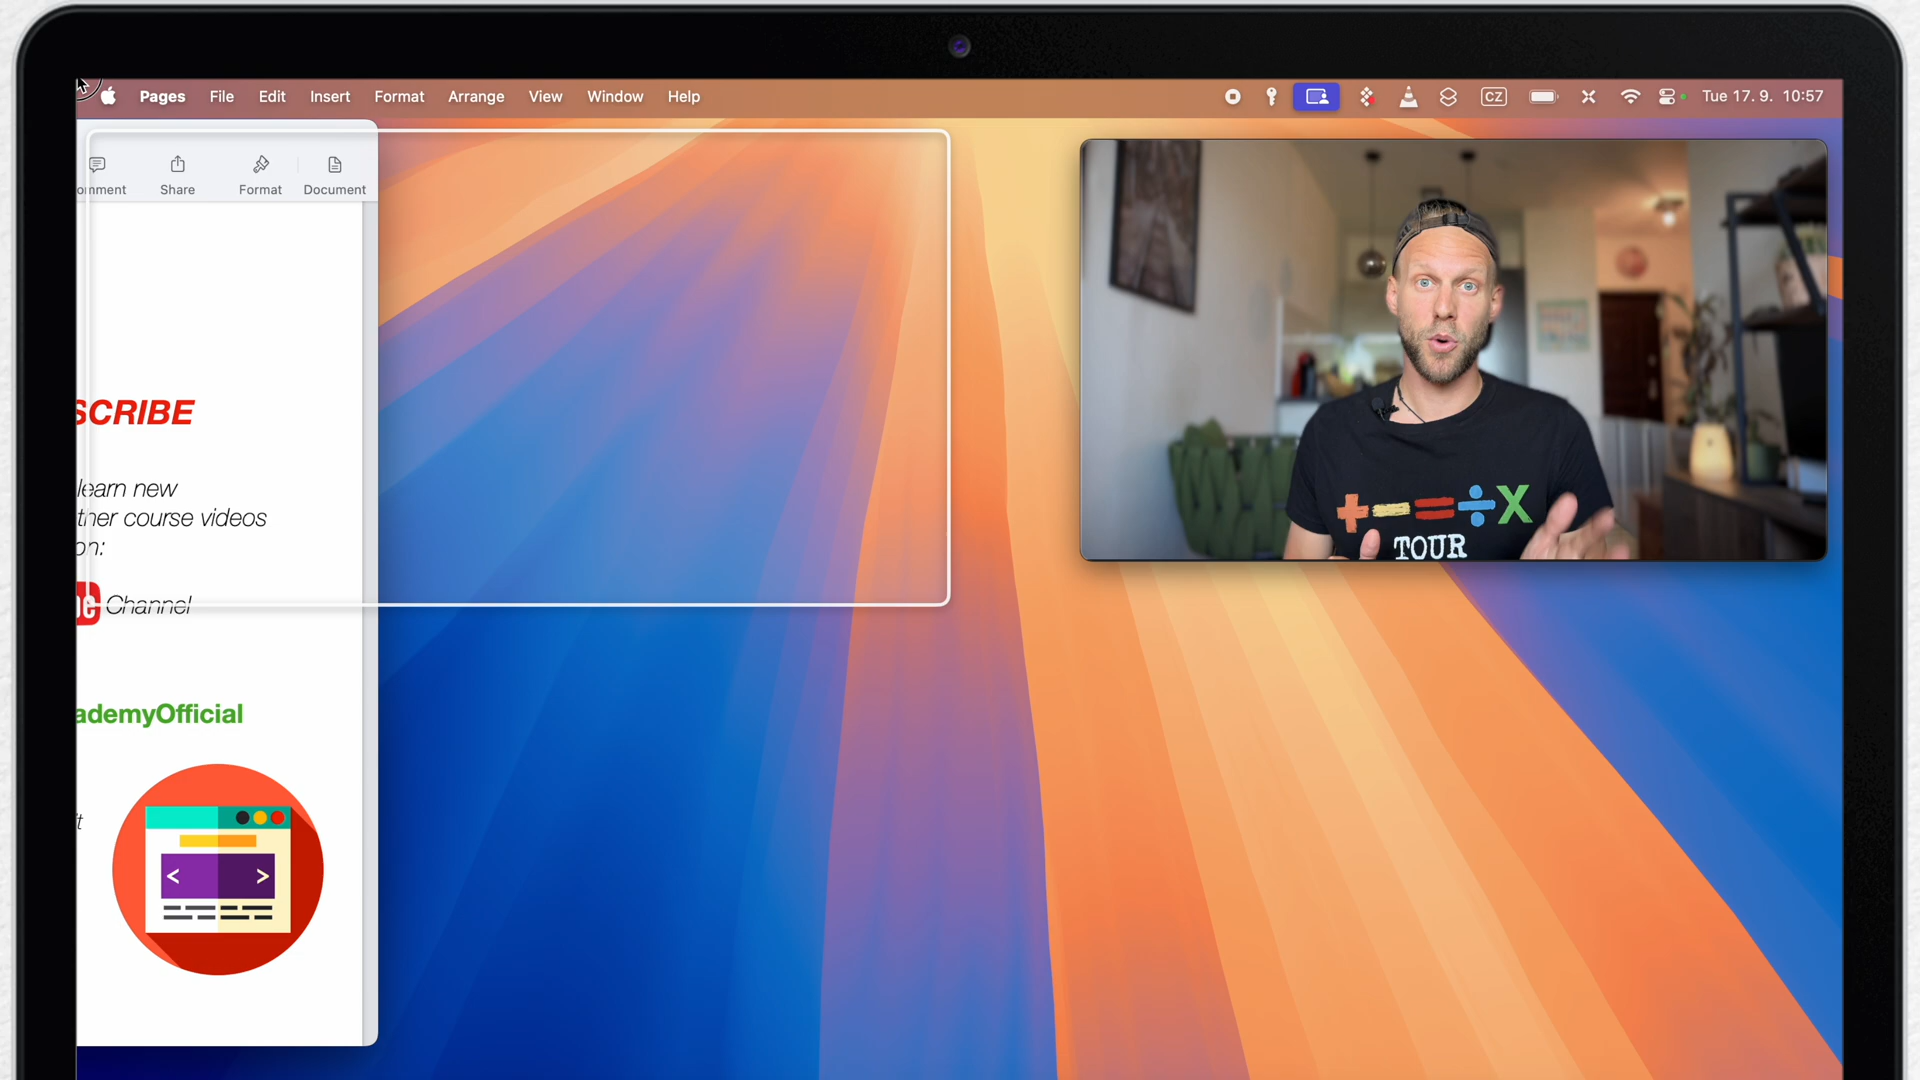 Pages File Edit Insert Format Arrange View Window Help CZ Tue 17. 9. 10:57
omment Share Format Document
SCRIBE
learn new
ther course videos
on:
be Channel
ademyOfficial
't
< >
+-=÷X
TOUR